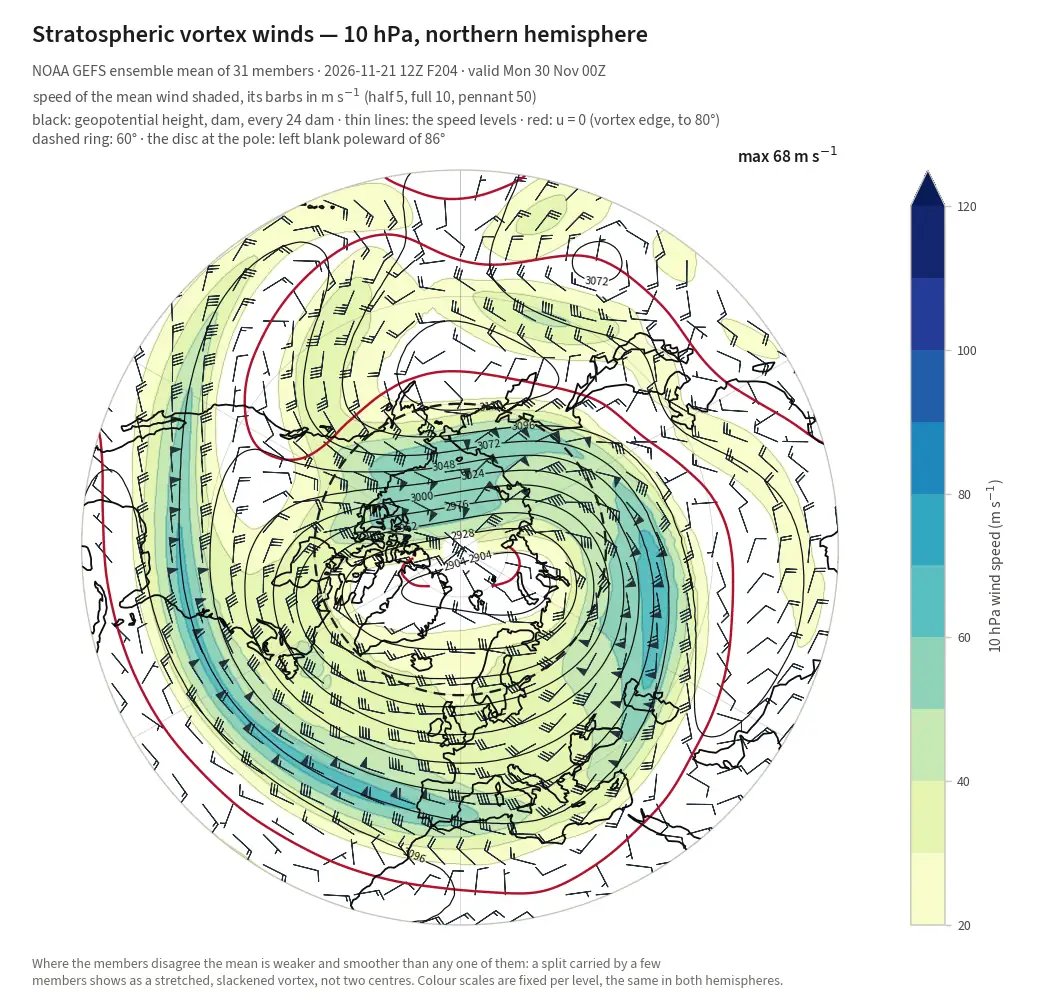 Stratospheric vortex winds — 10 hPa, northern hemisphere
NOAA GEFS ensemble mean of 31 members · 2026-11-21 12Z F204 · valid Mon 30 Nov 00Z
speed of the mean wind shaded, its barbs in m s⁻¹ (half 5, full 10, pennant 50)
black: geopotential height, dam, every 24 dam · thin lines: the speed levels · red: u = 0 (vortex edge, to 80°)
dashed ring: 60° · the disc at the pole: left blank poleward of 86°
max 68 m s⁻¹
120
100
80
60
40
20
10 hPa wind speed (m s⁻¹)
3072
3096
3072
3048
3024
3000
2976
2928
2904
2904
3096
Where the members disagree the mean is weaker and smoother than any one of them: a split carried by a few
members shows as a stretched, slackened vortex, not two centres. Colour scales are fixed per level, the same in both hemispheres.